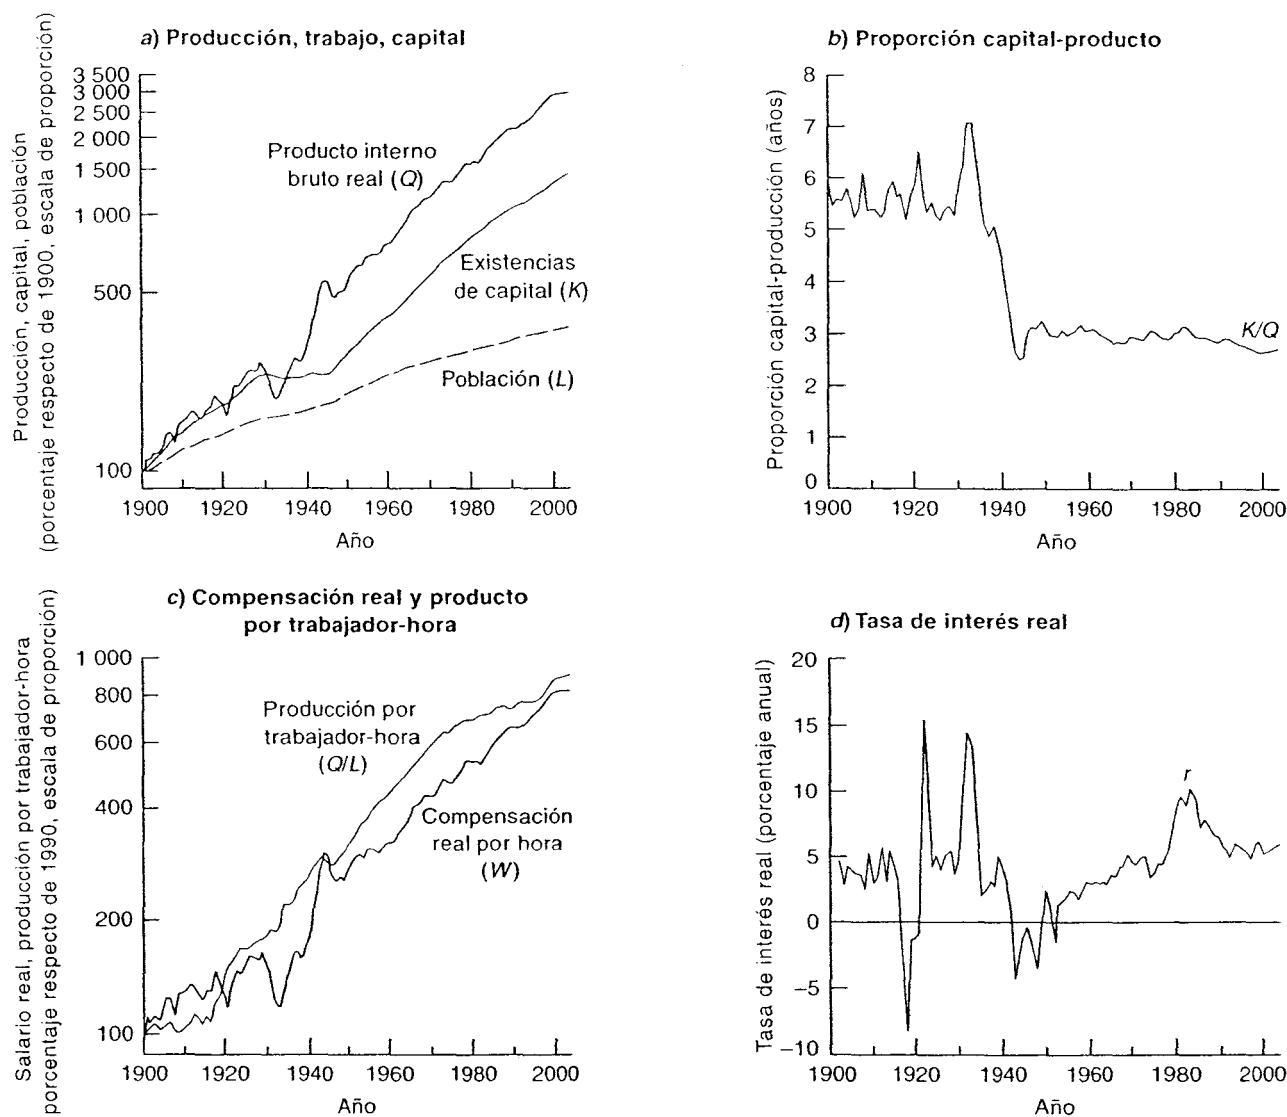 a) Producción, trabajo, capital
Producción, capital, población
(porcentaje respecto de 1900, escala de proporción)
3 500
3 000
2 500
2 000
1 500
1 000
500
100
Producto interno
bruto real (Q)
Existencias
de capital (K)
Población (L)
1900 1920 1940 1960 1980 2000
Año
b) Proporción capital-producto
Proporción capital-producción (años)
8
7
6
5
4
3
2
1
0
K/Q
1900 1920 1940 1960 1980 2000
Año
c) Compensación real y producto
por trabajador-hora
Salario real, producción por trabajador-hora
porcentaje respecto de 1990, escala de proporción)
1 000
800
600
400
200
100
Producción por
trabajador-hora
(Q/L)
Compensación
real por hora
(W)
1900 1920 1940 1960 1980 2000
Año
d) Tasa de interés real
Tasa de interés real (porcentaje anual)
20
15
10
5
0
−5
−10
r
1900 1920 1940 1960 1980 2000
Año